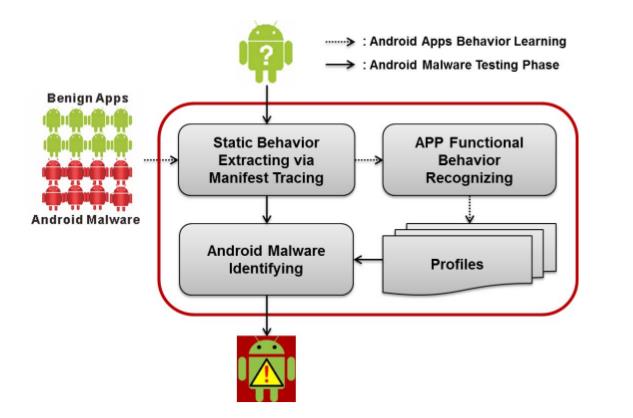 ?
: Android Apps Behavior Learning
: Android Malware Testing Phase
Benign Apps
Android Malware
Static Behavior
Extracting via
Manifest Tracing
APP Functional
Behavior
Recognizing
Android Malware
Identifying
Profiles
!